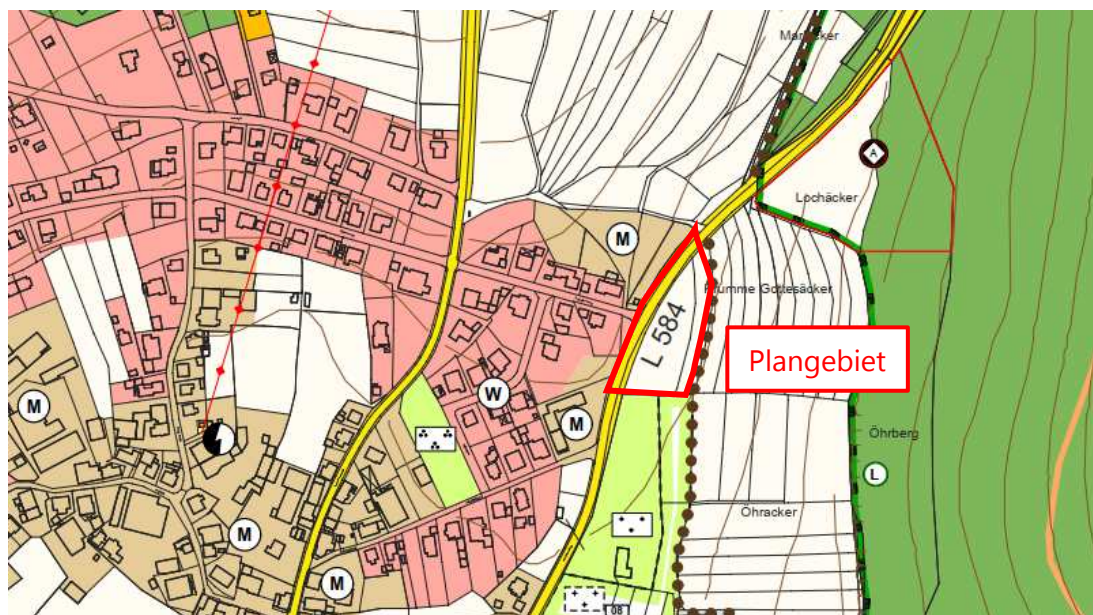 A
Lochäcker
M
Krumme Gottesäcker
L 584
Plangebiet
W
M
M
Öhrberg
L
Öhracker
M
M